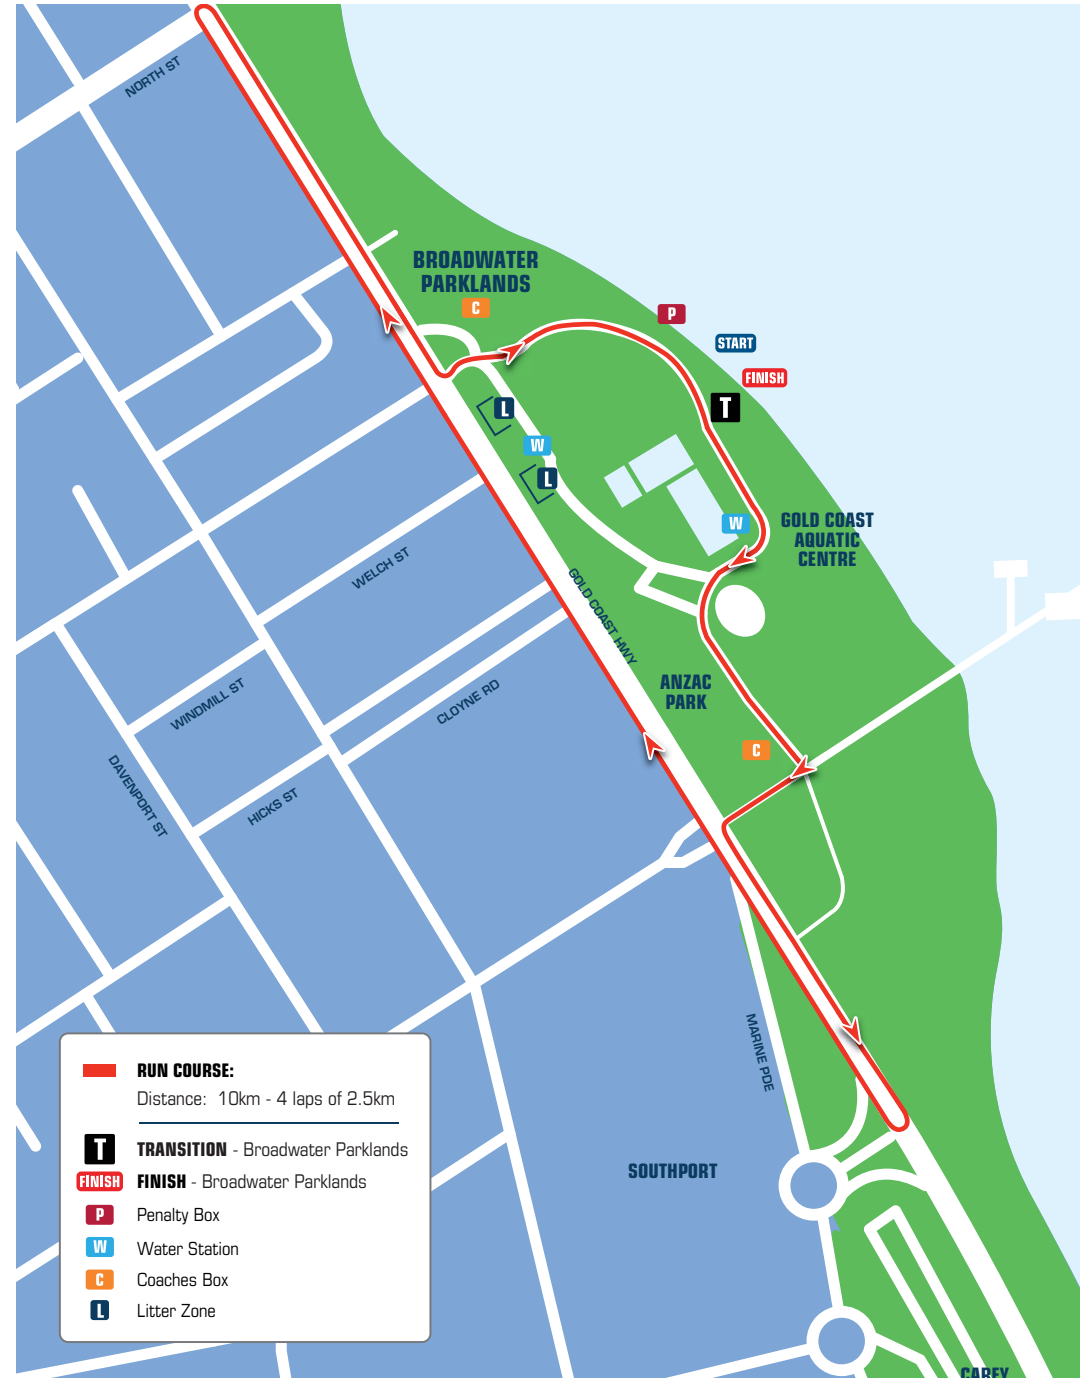 NORTH ST
BROADWATER
PARKLANDS
C
P
START
FINISH
T
L
W
L
W
GOLD COAST
AQUATIC
CENTRE
WELCH ST
GOLD COAST HWY
ANZAC
PARK
WINDMILL ST
CLOYNE RD
C
DAVENPORT ST
HICKS ST
MARINE PDE
SOUTHPORT
CAREY
RUN COURSE:
Distance: 10km - 4 laps of 2.5km
T TRANSITION - Broadwater Parklands
FINISH FINISH - Broadwater Parklands
P Penalty Box
W Water Station
C Coaches Box
L Litter Zone